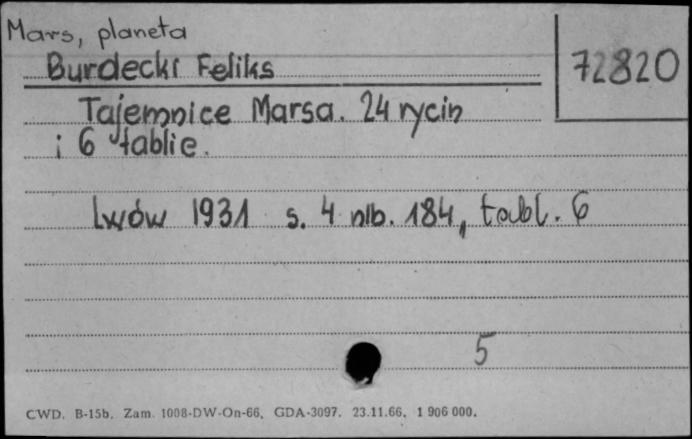 Mars, planeta
Burdecki Feliks
72820
Tajemnice Marsa. 24 rycin
i 6 tablic.
Lwów 1931 s. 4 nlb. 184, tabl. 6
5
CWD. B-15b. Zam. 1008-DW-On-66, GDA-3097. 23.11.66. 1 906 000.